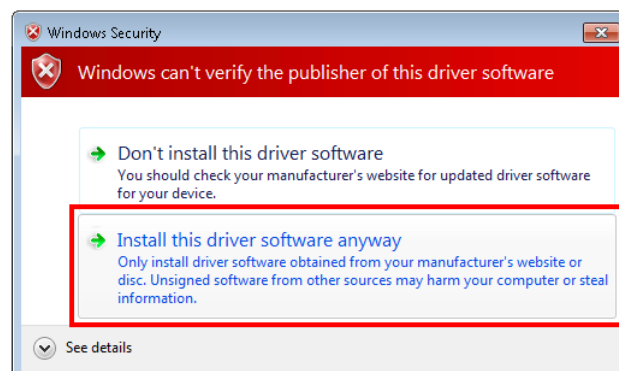 Windows Security
Windows can't verify the publisher of this driver software
Don't install this driver software
You should check your manufacturer's website for updated driver software
for your device.
Install this driver software anyway
Only install driver software obtained from your manufacturer's website or
disc. Unsigned software from other sources may harm your computer or steal
information.
See details